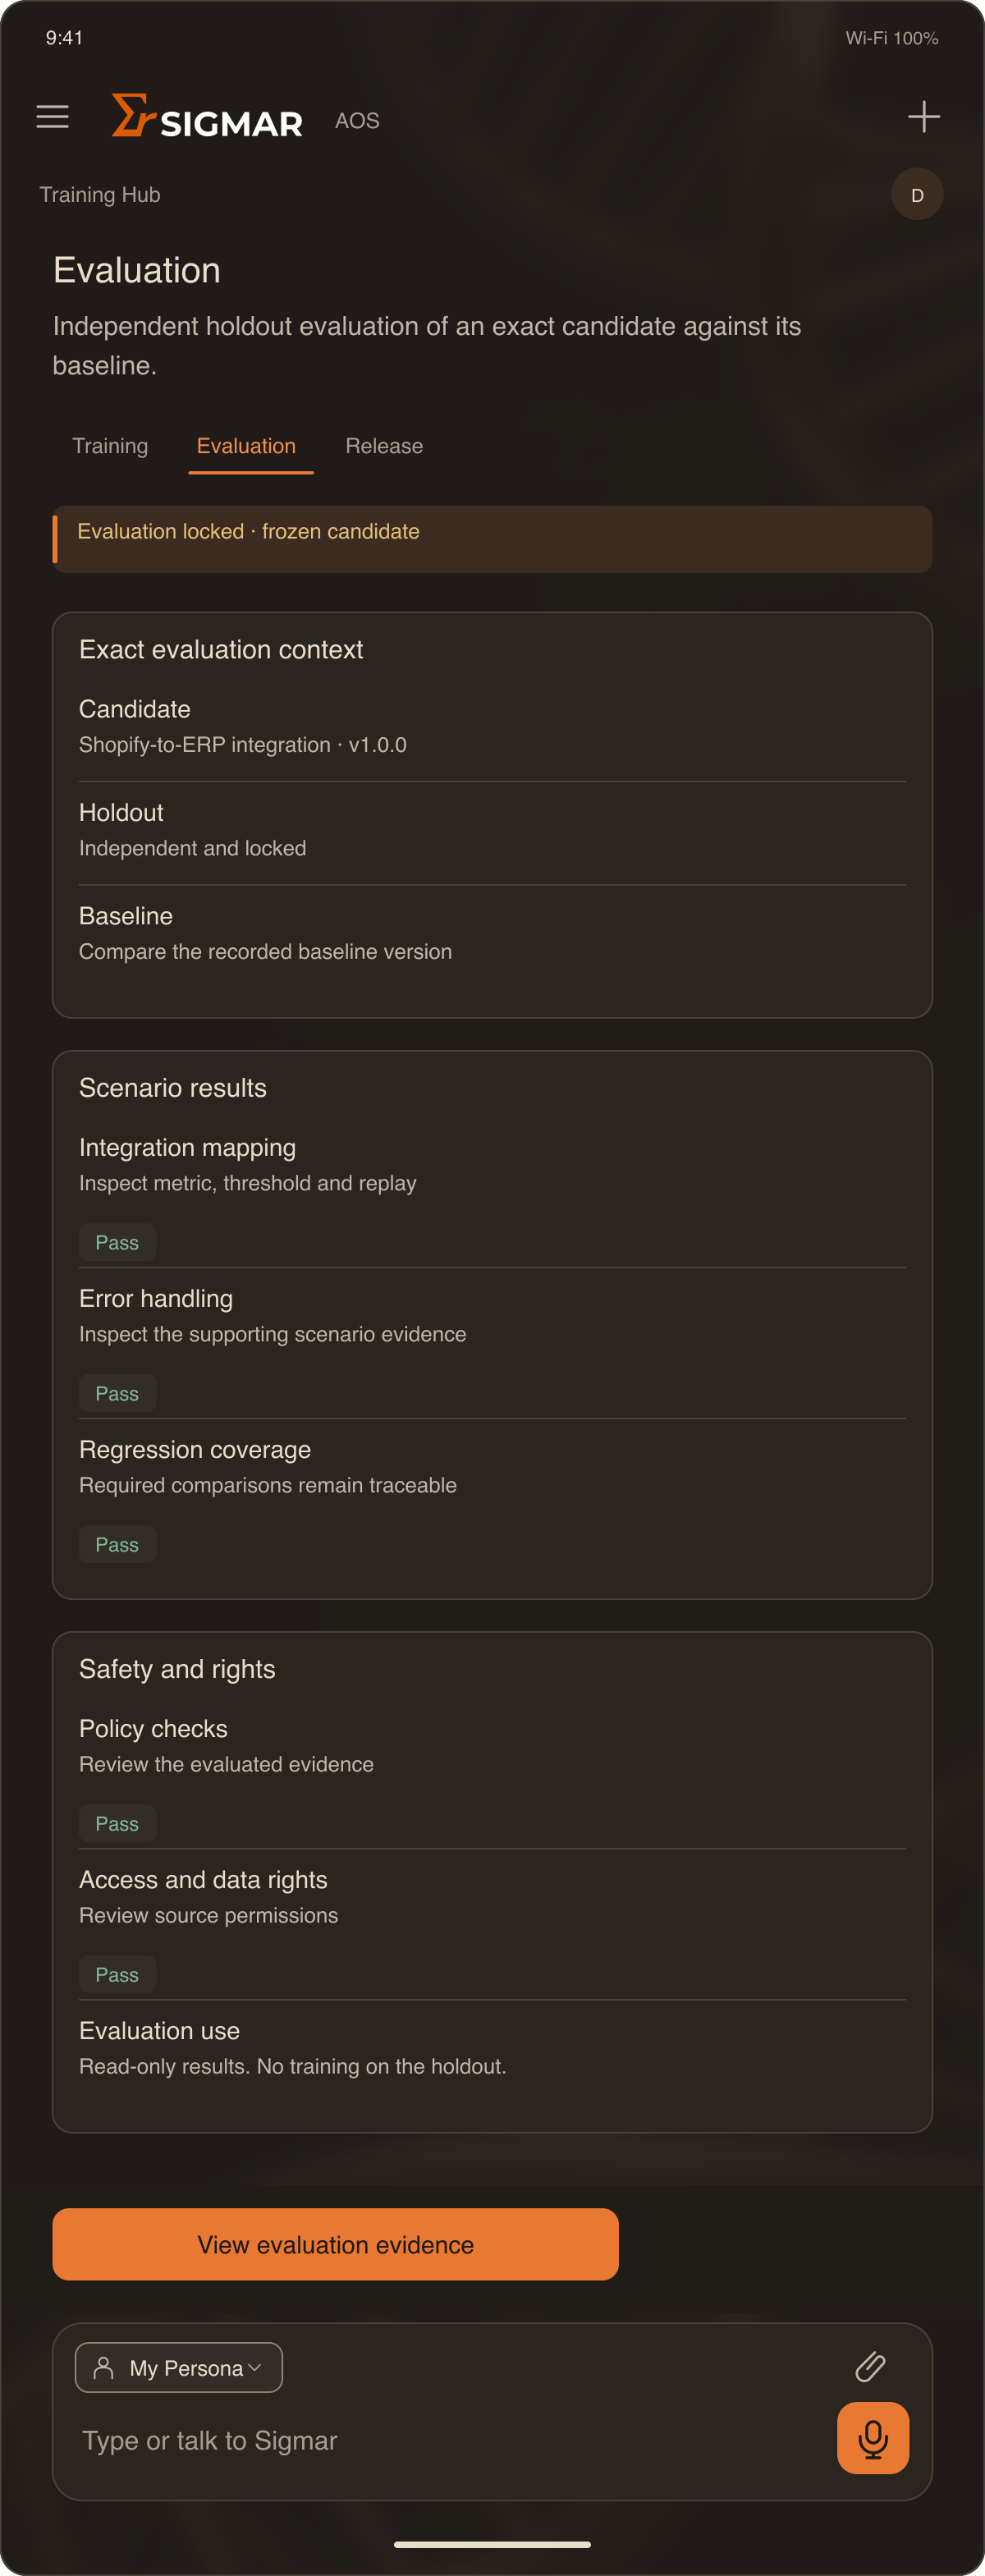 9:41
Wi-Fi 100%
Σr SIGMAR AOS
Training Hub
D
Evaluation
Independent holdout evaluation of an exact candidate against its
baseline.
Training Evaluation Release
Evaluation locked · frozen candidate
Exact evaluation context
Candidate
Shopify-to-ERP integration · v1.0.0
Holdout
Independent and locked
Baseline
Compare the recorded baseline version
Scenario results
Integration mapping
Inspect metric, threshold and replay
Pass
Error handling
Inspect the supporting scenario evidence
Pass
Regression coverage
Required comparisons remain traceable
Pass
Safety and rights
Policy checks
Review the evaluated evidence
Pass
Access and data rights
Review source permissions
Pass
Evaluation use
Read-only results. No training on the holdout.
View evaluation evidence
My Persona
Type or talk to Sigmar